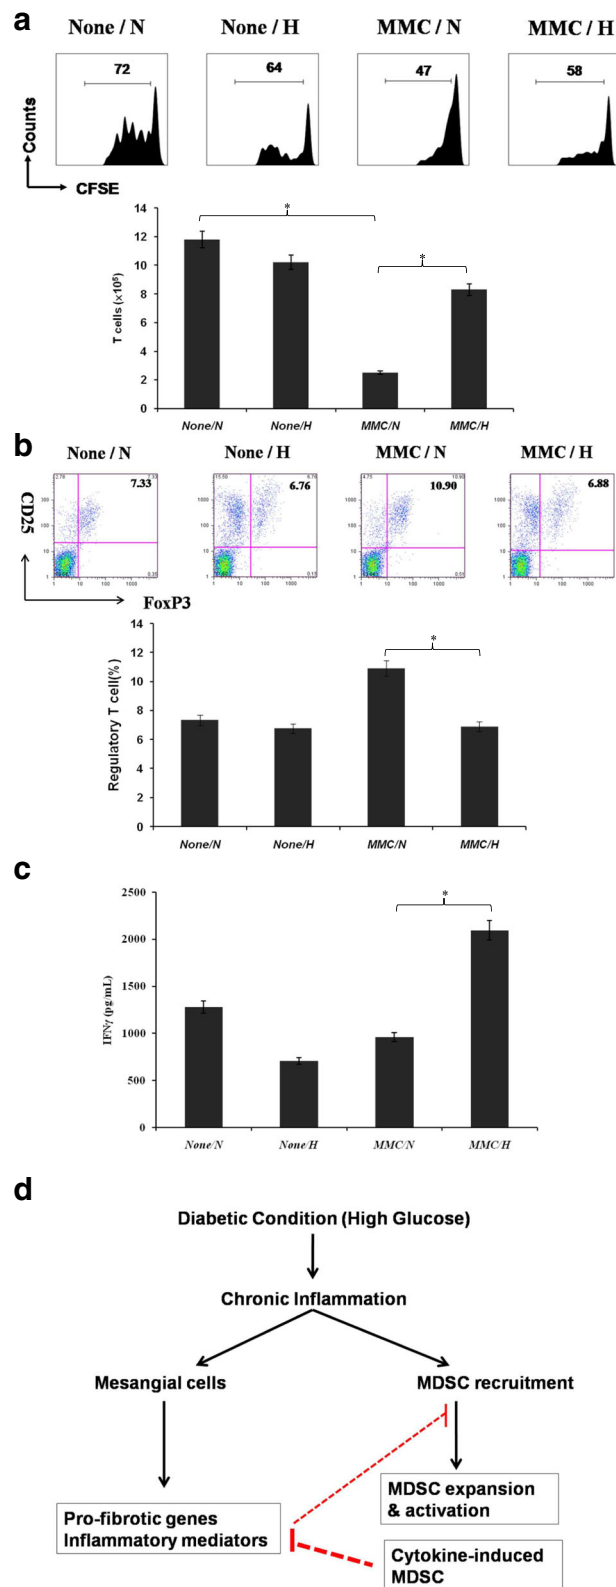 a
None / N
None / H
MMC / N
MMC / H
72
64
47
58
Counts
CFSE
*
*
T cells (×10⁵)
14
12
10
8
6
4
2
0
None/N
None/H
MMC/N
MMC/H
b
None / N
None / H
MMC / N
MMC / H
7.33
6.76
10.90
6.88
CD25
FoxP3
*
Regulatory T cell(%)
14
12
10
8
6
4
2
0
None/N
None/H
MMC/N
MMC/H
c
*
IFNγ (pg/mL)
2500
2000
1500
1000
500
0
None/N
None/H
MMC/N
MMC/H
d
Diabetic Condition (High Glucose)
Chronic Inflammation
Mesangial cells
MDSC recruitment
Pro-fibrotic genes
Inflammatory mediators
MDSC expansion
& activation
Cytokine-induced
MDSC